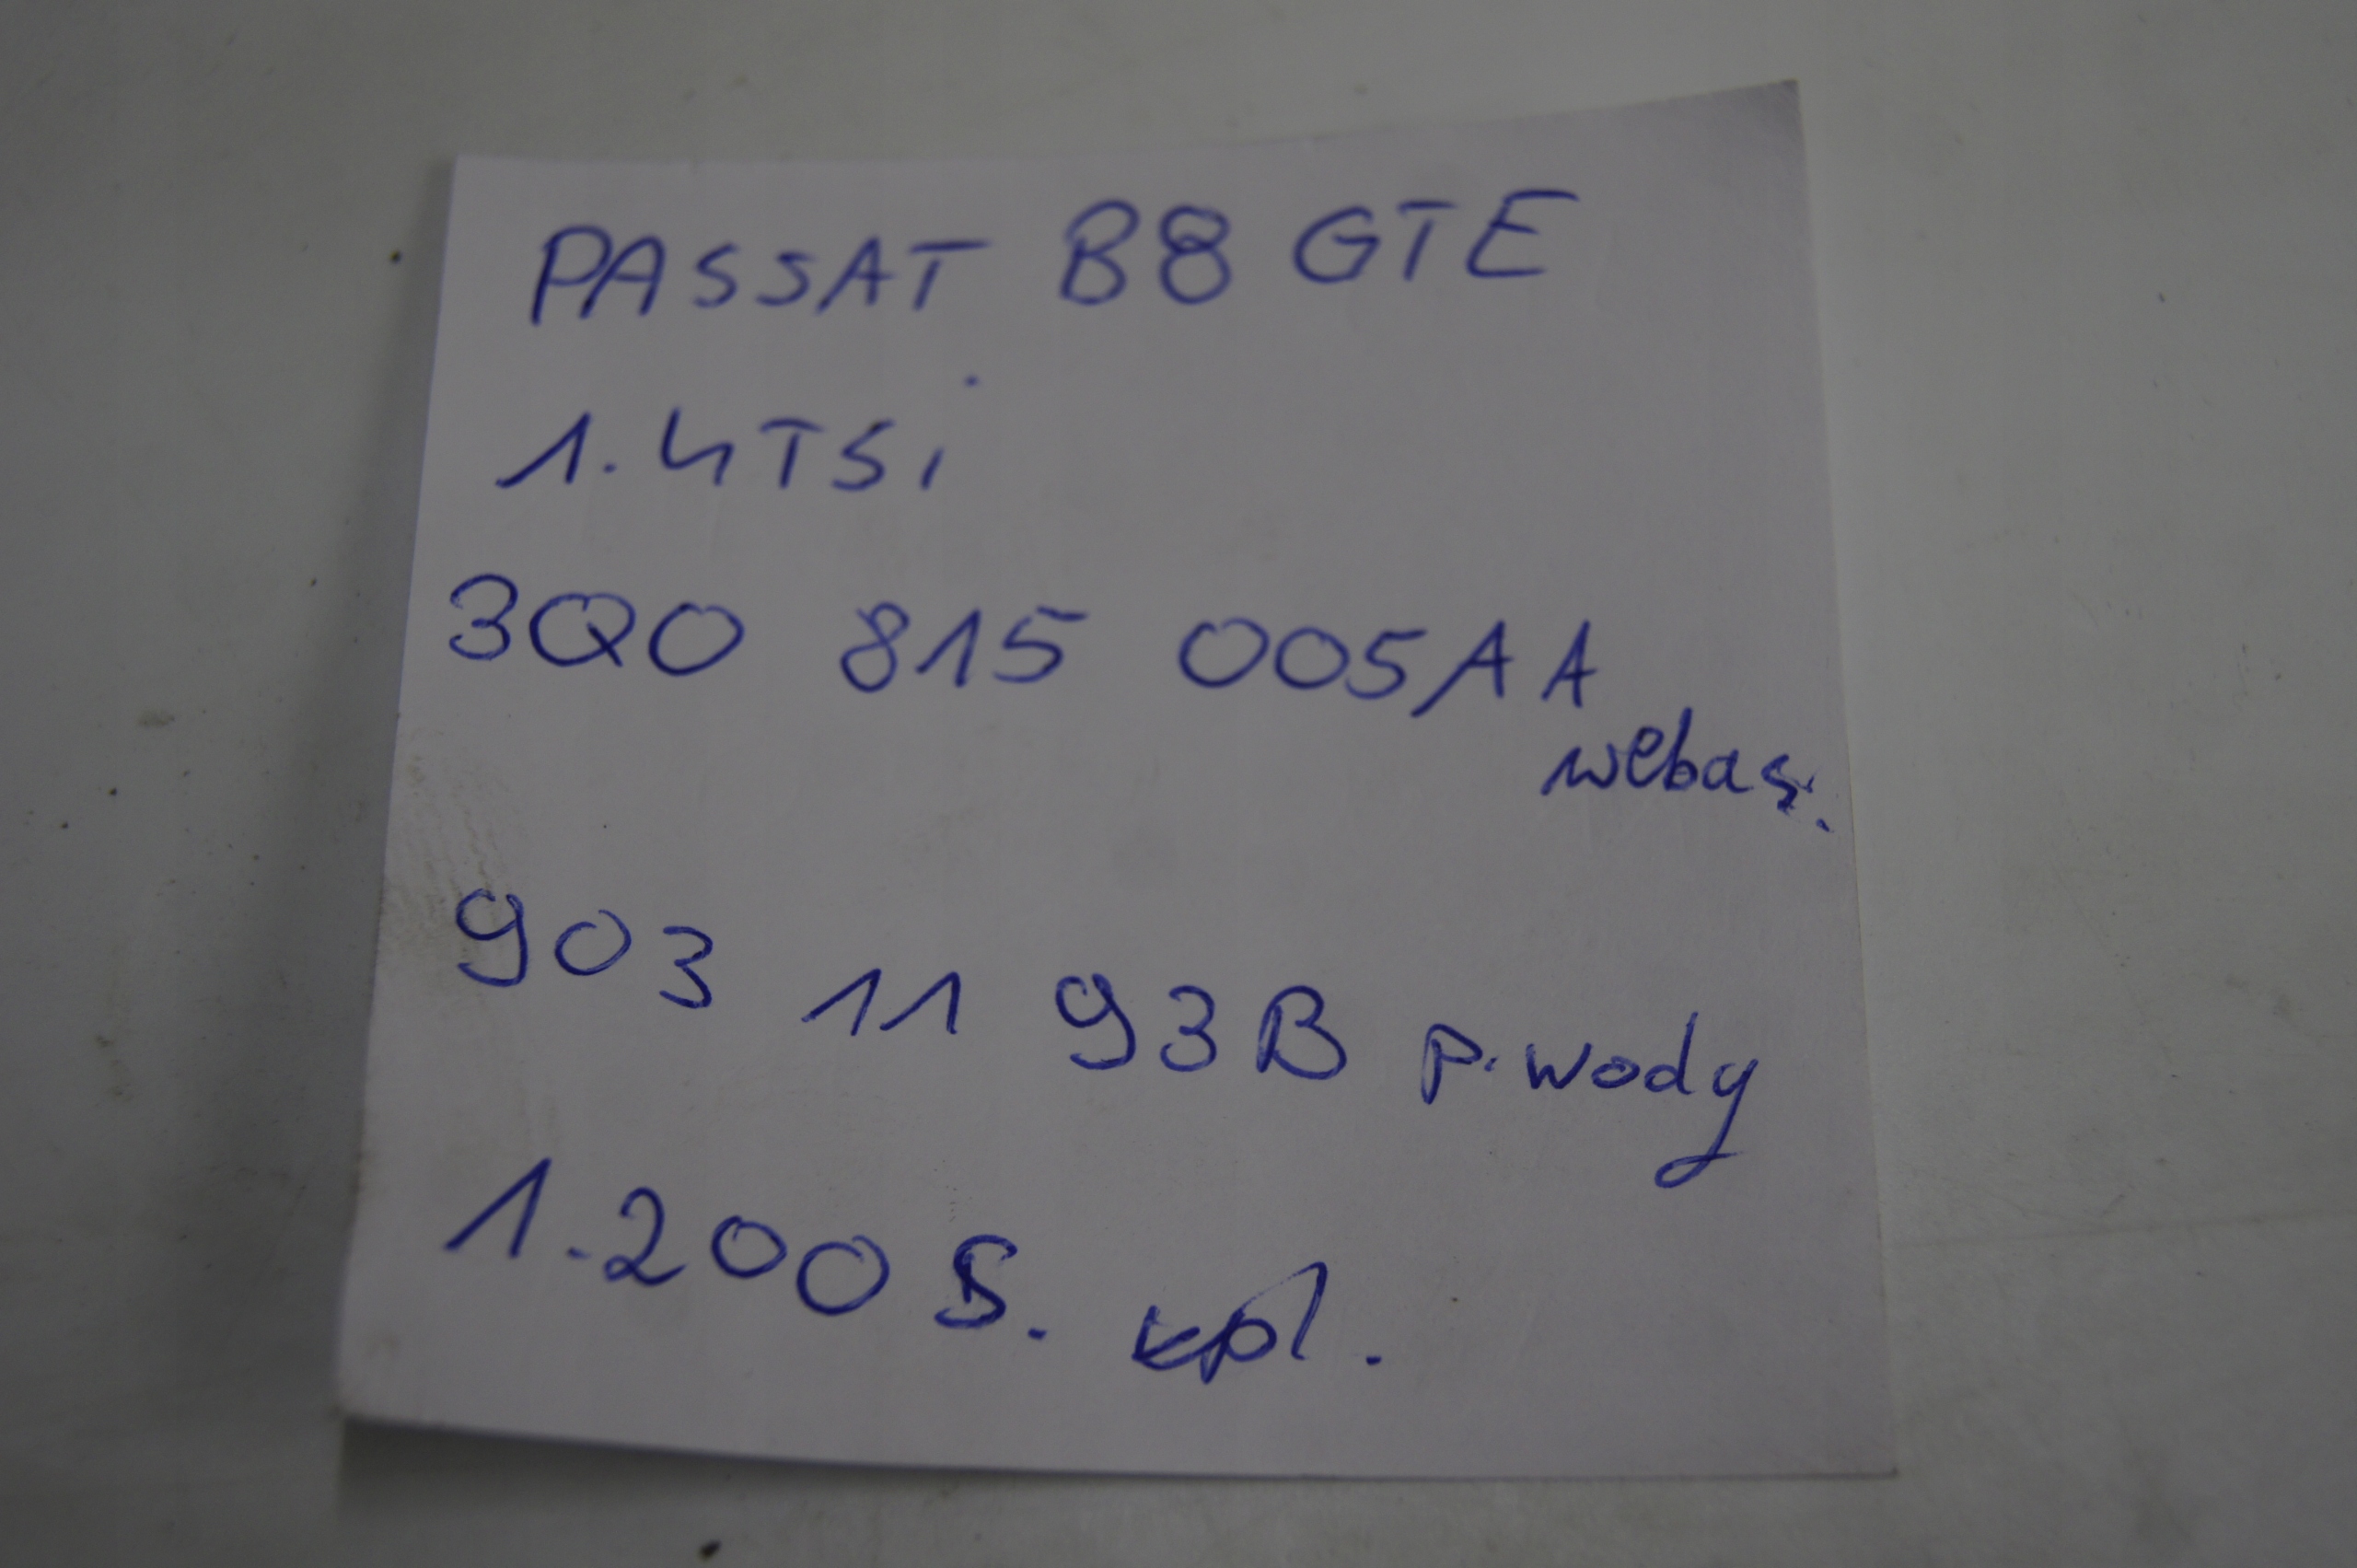 PASSAT B8 GTE
1.4TSi
3Q0 815 005AA
webas.
903 11 93B p.wody
1.200 S. kpl.